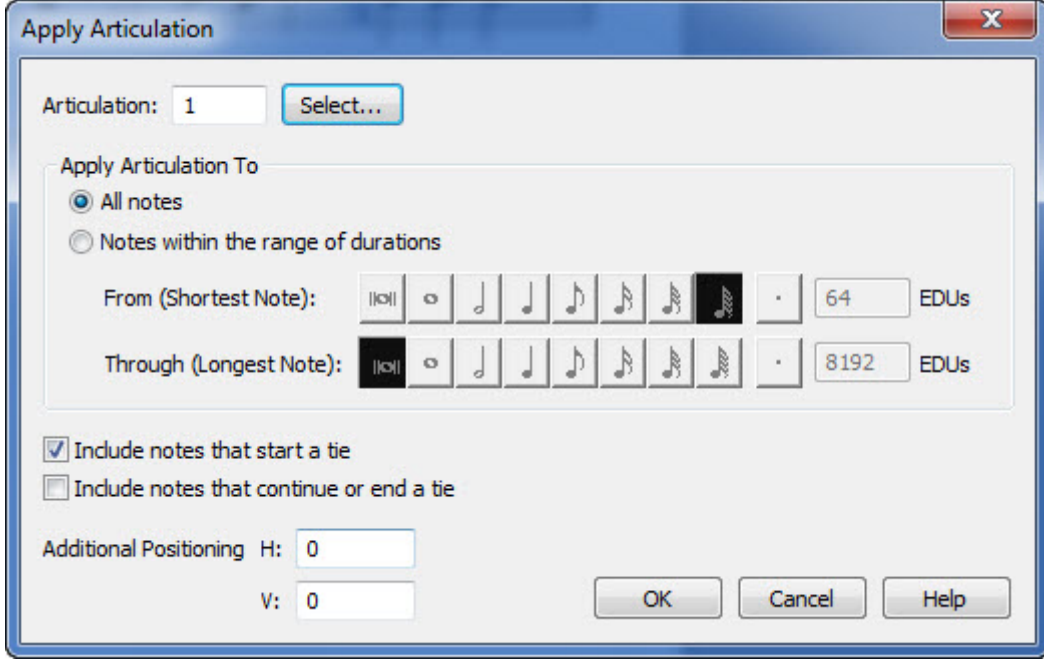 Apply Articulation
Articulation: 1 Select...
Apply Articulation To
All notes
Notes within the range of durations
From (Shortest Note): 64 EDUs
Through (Longest Note): 8192 EDUs
Include notes that start a tie
Include notes that continue or end a tie
Additional Positioning H: 0
V: 0 OK Cancel Help